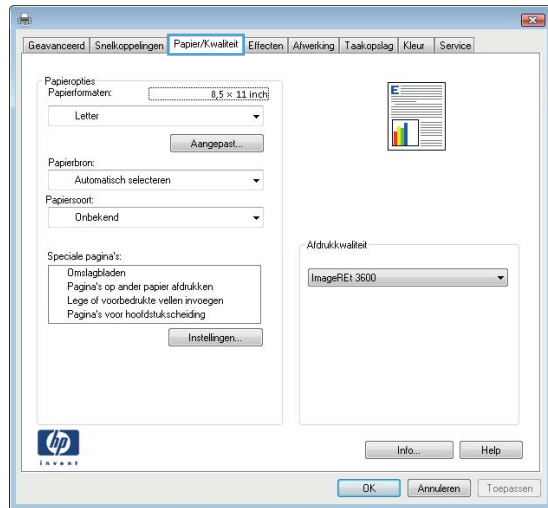 Geavanceerd Snelkoppelingen Papier/Kwaliteit Effecten Afwerking Taakopslag Kleur Service
Papieropties
Papierformaten: 8,5 × 11 inch
Letter
Aangepast...
Papierbron:
Automatisch selecteren
Papiersoort:
Onbekend
Speciale pagina's:
Omslagbladen
Pagina's op ander papier afdrukken
Lege of voorbedrukte vellen invoegen
Pagina's voor hoofdstukscheiding
Instellingen...
E
Afdrukkwaliteit
ImageREt 3600
hp
invent
Info... Help
OK Annuleren Toepassen